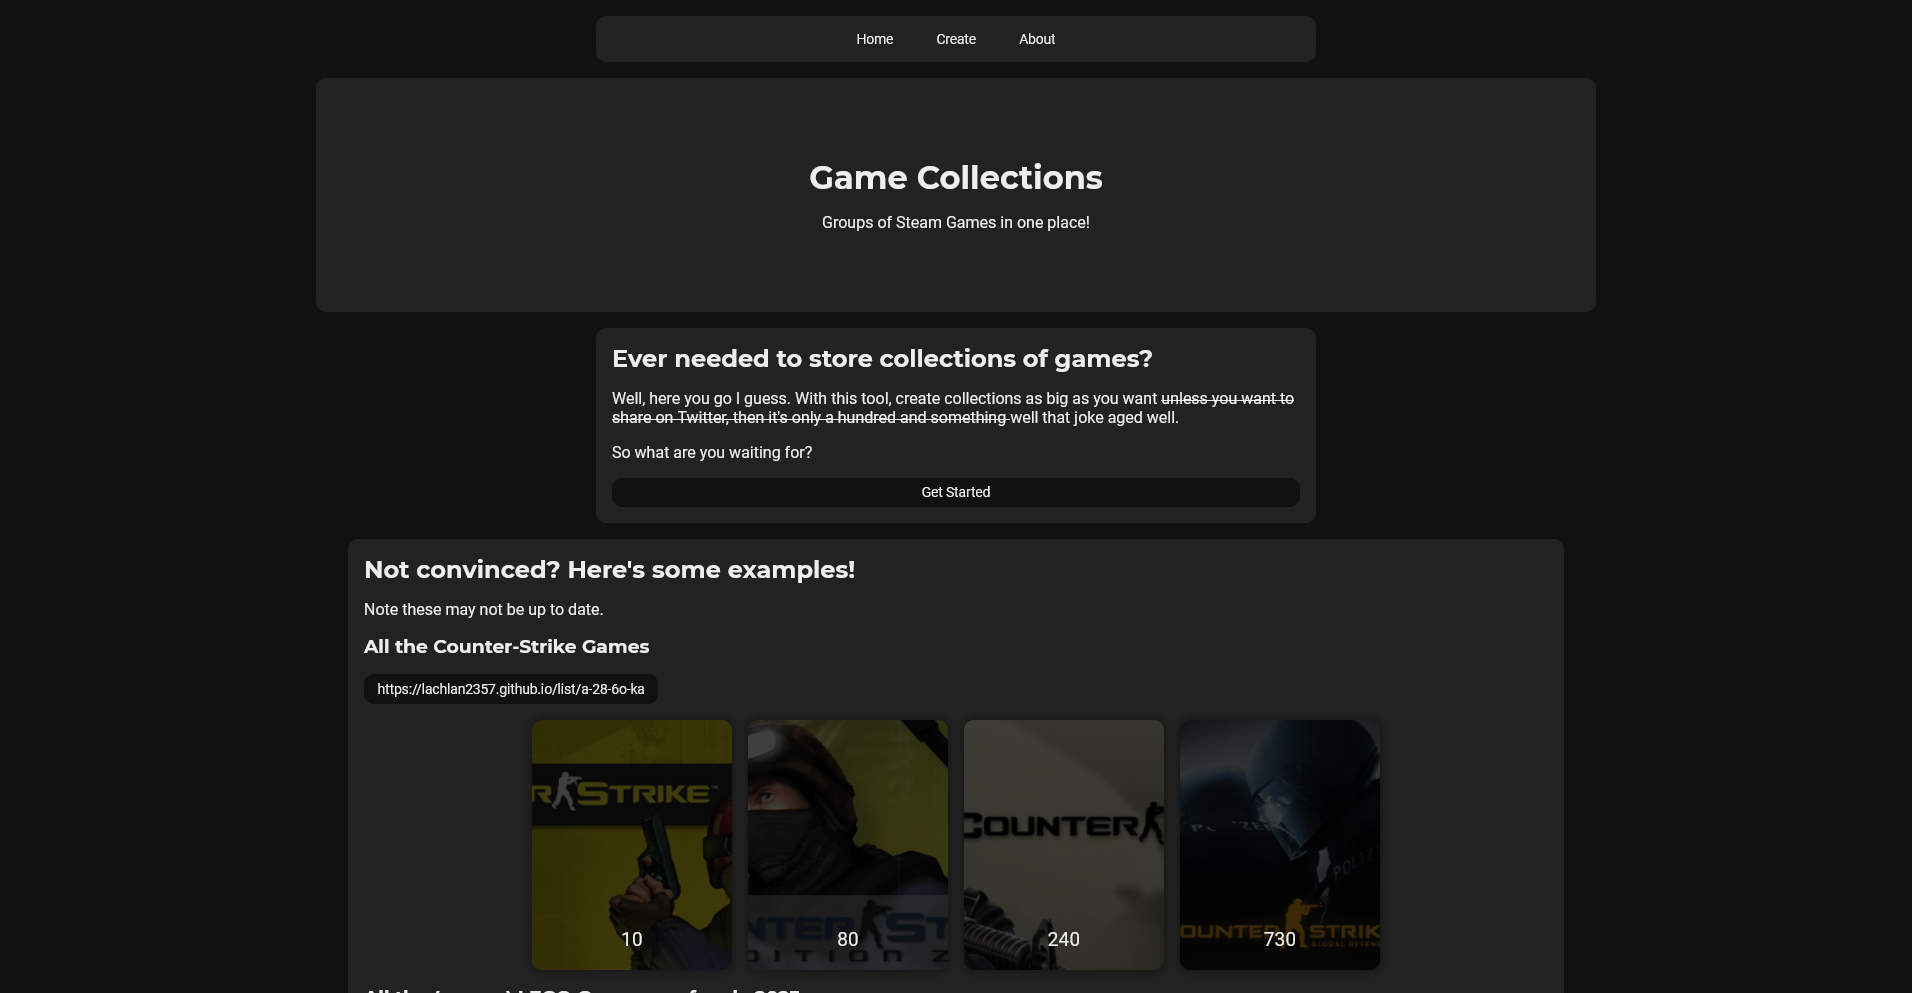 Home Create About
Game Collections
Groups of Steam Games in one place!
Ever needed to store collections of games?
Well, here you go I guess. With this tool, create collections as big as you want unless you want to
share on Twitter, then it's only a hundred and something well that joke aged well.
So what are you waiting for?
Get Started
Not convinced? Here's some examples!
Note these may not be up to date.
All the Counter-Strike Games
https://lachlan2357.github.io/list/a-28-6o-ka
R STRIKE™
COUNTER
POLIZEI
POLIZ
NTER ST
OUNTER STRIK
GLOBAL OFFEN
DITION Z
10 80 240 730